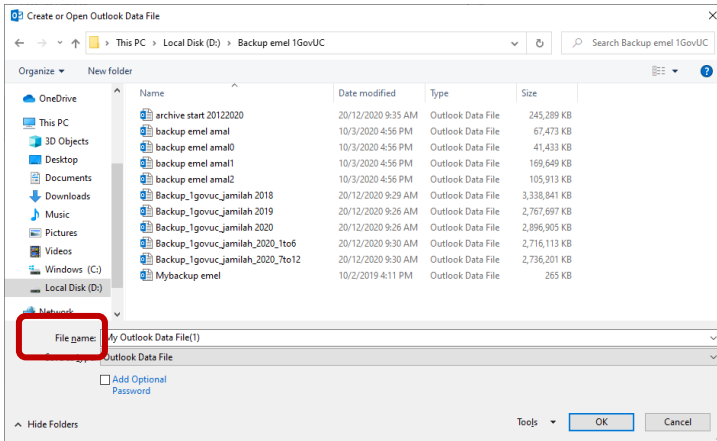 Create or Open Outlook Data File
This PC > Local Disk (D:) > Backup emel 1GovUC
Search Backup emel 1GovUC
Organize New folder
Name Date modified Type Size
OneDrive
This PC
3D Objects
Desktop
Documents
Downloads
Music
Pictures
Videos
Windows (C:)
Local Disk (D:)
Network
archive start 20122020 20/12/2020 9:35 AM Outlook Data File 245,289 KB
backup emel amal 10/3/2020 4:56 PM Outlook Data File 67,473 KB
backup emel amal0 10/3/2020 4:56 PM Outlook Data File 41,433 KB
backup emel amal1 10/3/2020 4:56 PM Outlook Data File 169,649 KB
backup emel amal2 10/3/2020 4:56 PM Outlook Data File 105,913 KB
Backup_1govuc_jamilah 2018 20/12/2020 9:29 AM Outlook Data File 3,338,841 KB
Backup_1govuc_jamilah 2019 20/12/2020 9:26 AM Outlook Data File 2,767,697 KB
Backup_1govuc_jamilah 2020 20/12/2020 9:26 AM Outlook Data File 2,896,905 KB
Backup_1govuc_jamilah_2020_1to6 20/12/2020 9:30 AM Outlook Data File 2,716,113 KB
Backup_1govuc_jamilah_2020_7to12 20/12/2020 9:30 AM Outlook Data File 2,736,201 KB
Mybackup emel 10/2/2019 4:11 PM Outlook Data File 265 KB
File name: My Outlook Data File(1)
Outlook Data File
Add Optional
Password
Hide Folders Tools OK Cancel